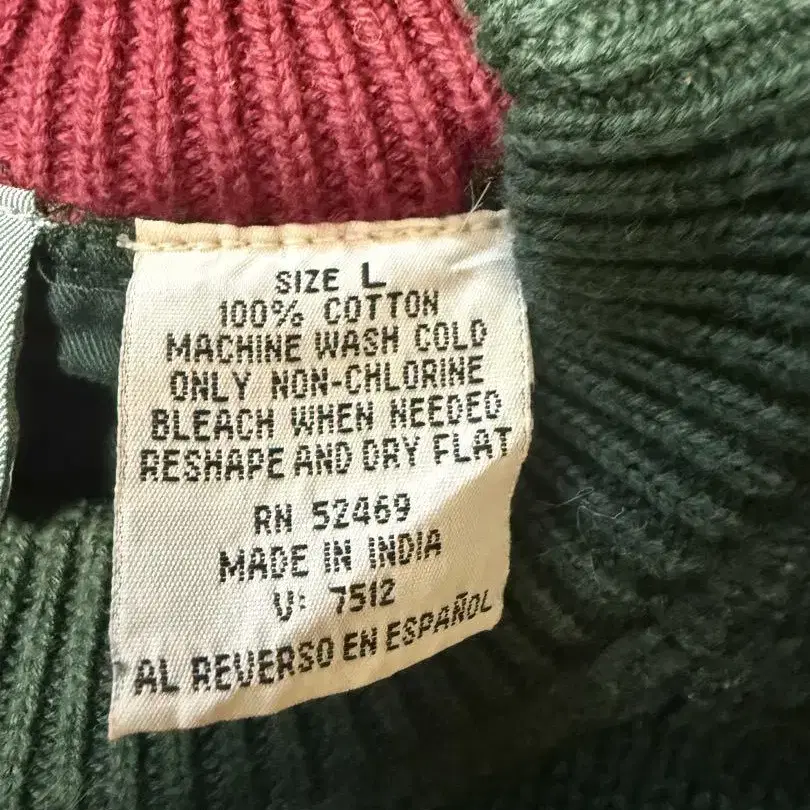 SIZE L
100% COTTON
MACHINE WASH COLD
ONLY NON-CHLORINE
BLEACH WHEN NEEDED
RESHAPE AND DRY FLAT
RN 52469
MADE IN INDIA
V: 7512
AL REVERSO EN ESPAÑOL